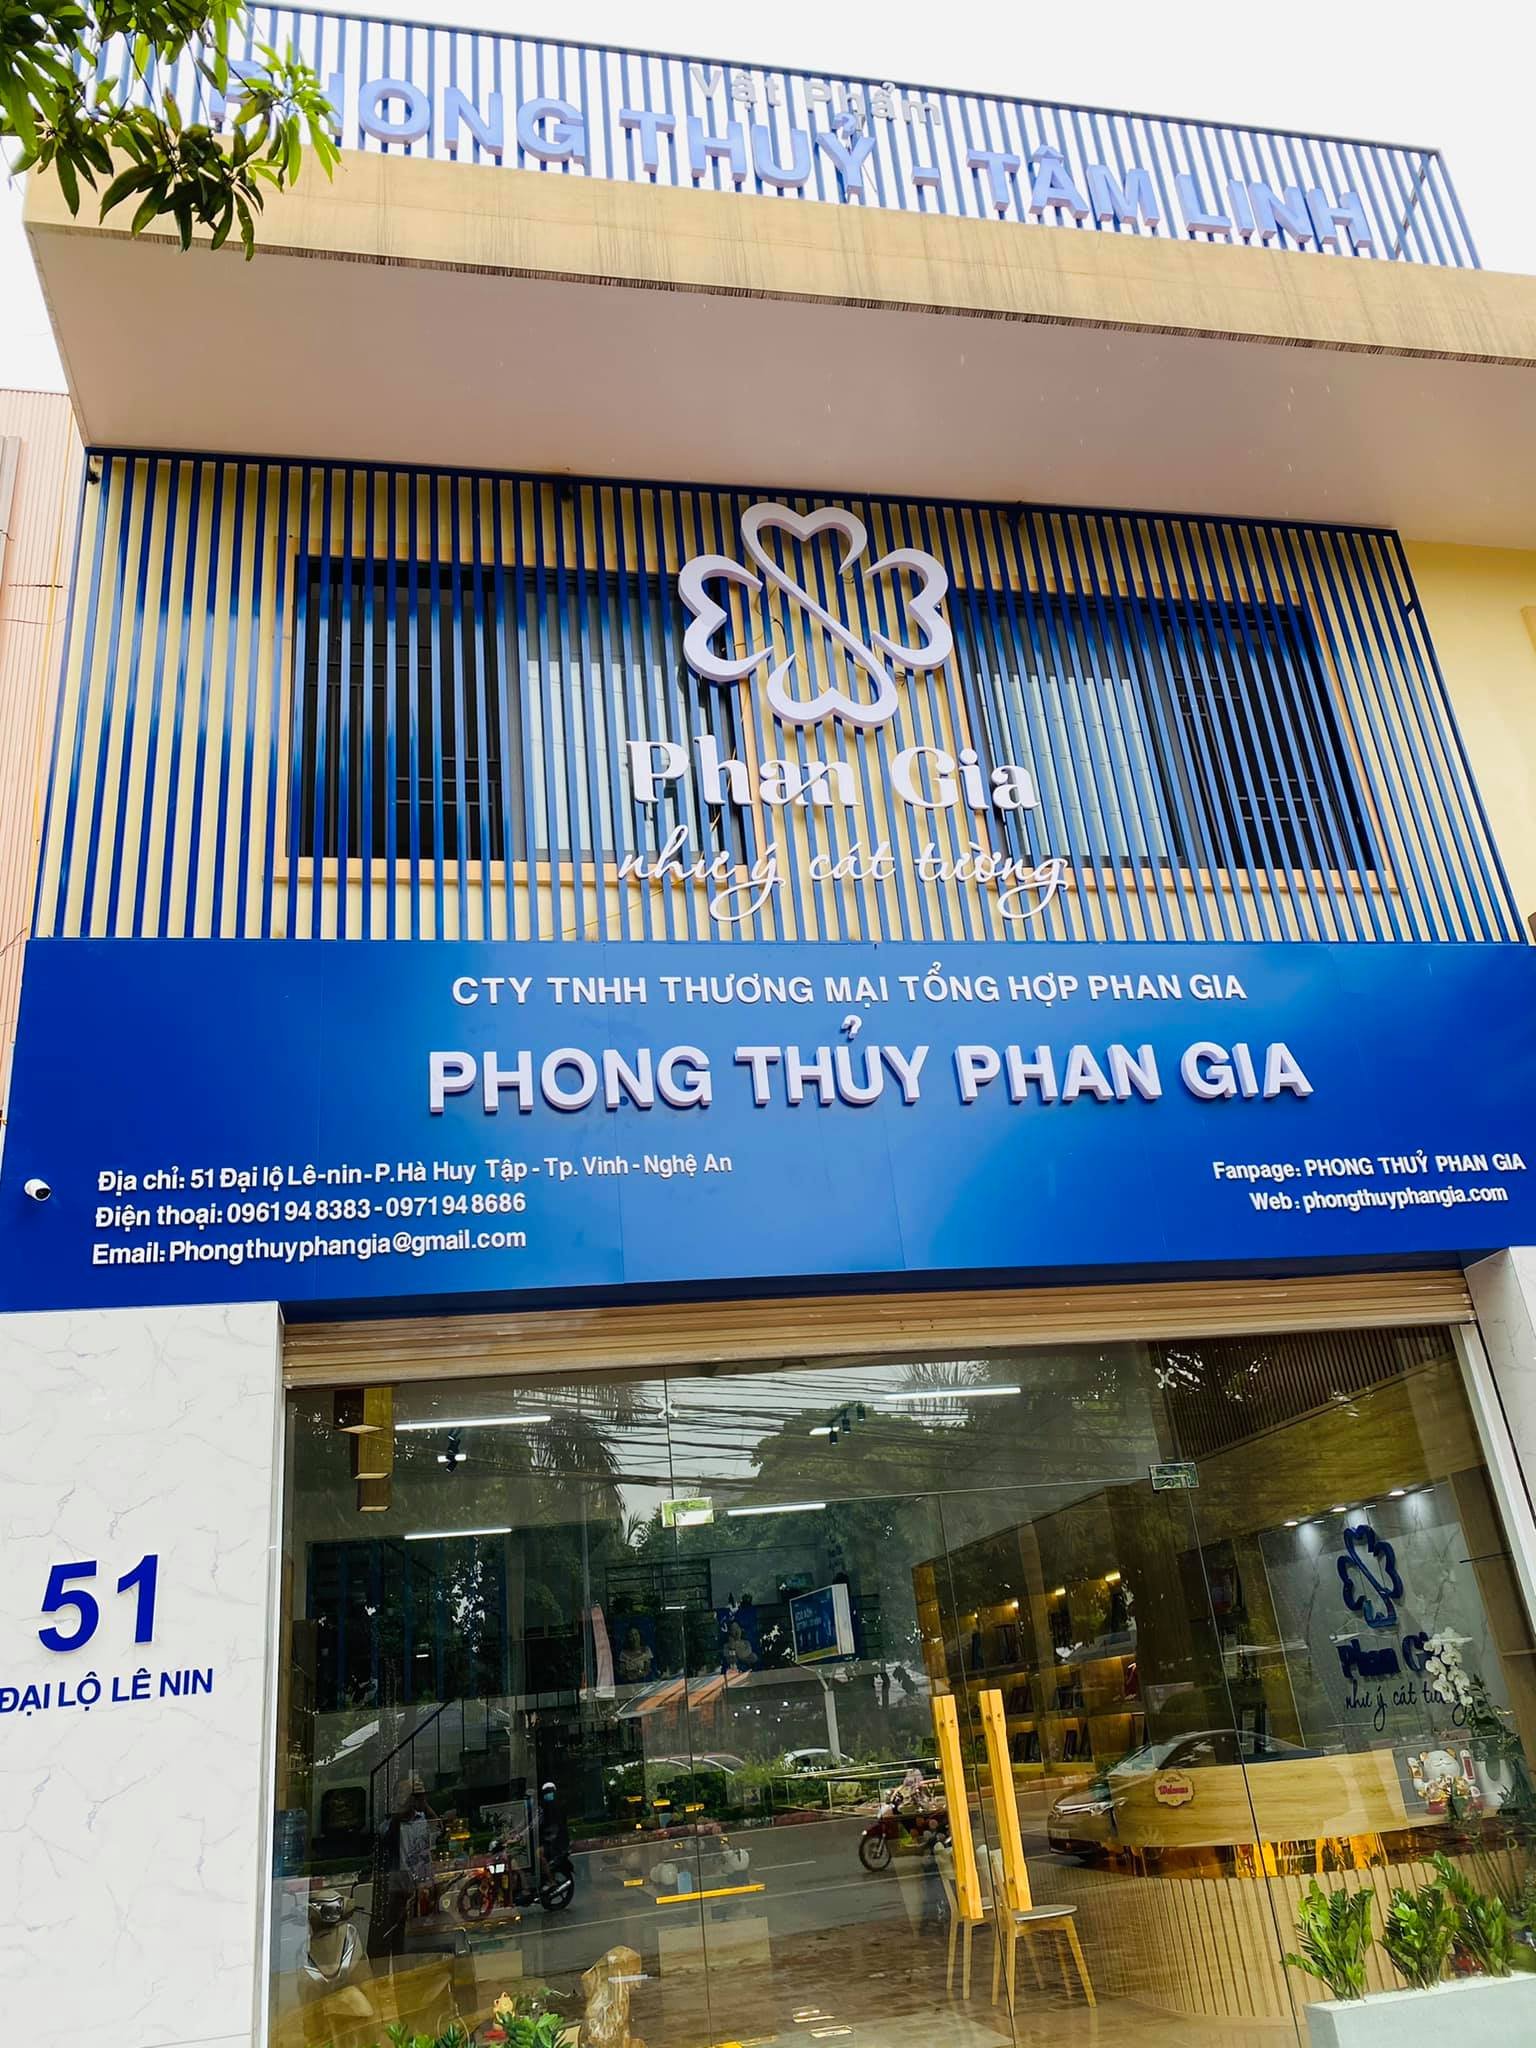 Vật Phẩm
PHONG THUỶ - TÂM LINH
Phan Gia
như ý cát tường
CTY TNHH THƯƠNG MẠI TỔNG HỢP PHAN GIA
PHONG THỦY PHAN GIA
Địa chỉ: 51 Đại lộ Lê-nin-P.Hà Huy Tập - Tp. Vinh - Nghệ An
Điện thoại: 0961948383-0971948686
Email: Phongthuyphangia@gmail.com
Fanpage: PHONG THUỶ PHAN GIA
Web: phongthuyphangia.com
51
ĐẠI LỘ LÊ NIN
Phan
như ý cát
Welcome